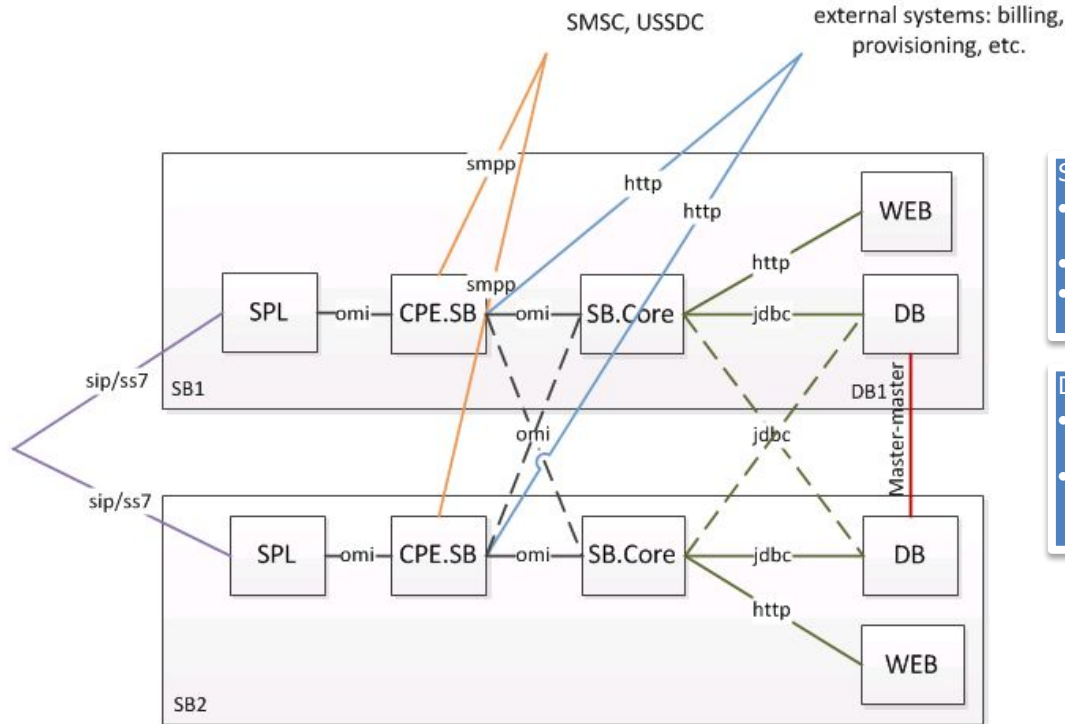 SMSC, USSDC
external systems: billing,
provisioning, etc.
smpp
http
http
WEB
http
smpp
SPL
omi
CPE.SB
omi
SB.Core
jdbc
DB
sip/ss7
SB1
DB1
Master-master
omi
jdbc
sip/ss7
SPL
omi
CPE.SB
omi
SB.Core
jdbc
DB
http
WEB
SB2